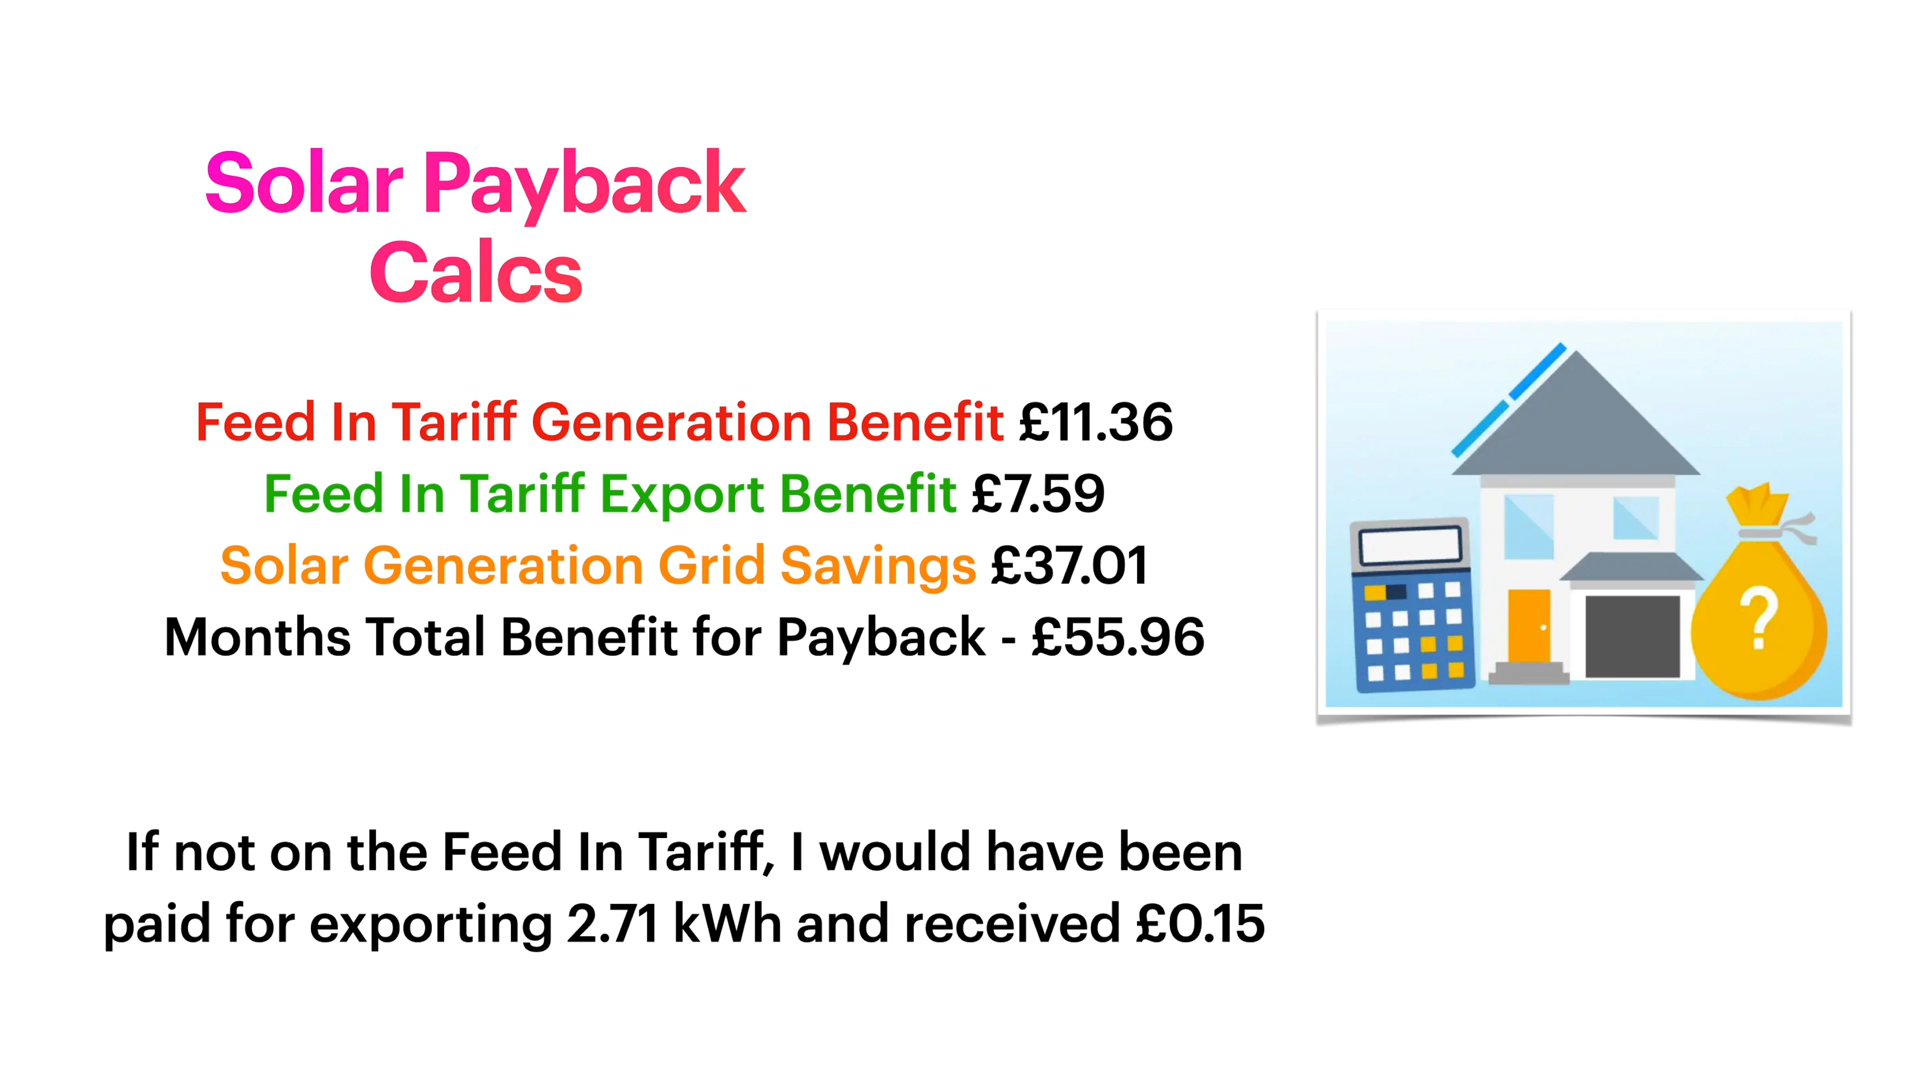 Solar Payback
Calcs
Feed In Tariff Generation Benefit £11.36
Feed In Tariff Export Benefit £7.59
Solar Generation Grid Savings £37.01
Months Total Benefit for Payback - £55.96
?
If not on the Feed In Tariff, I would have been
paid for exporting 2.71 kWh and received £0.15